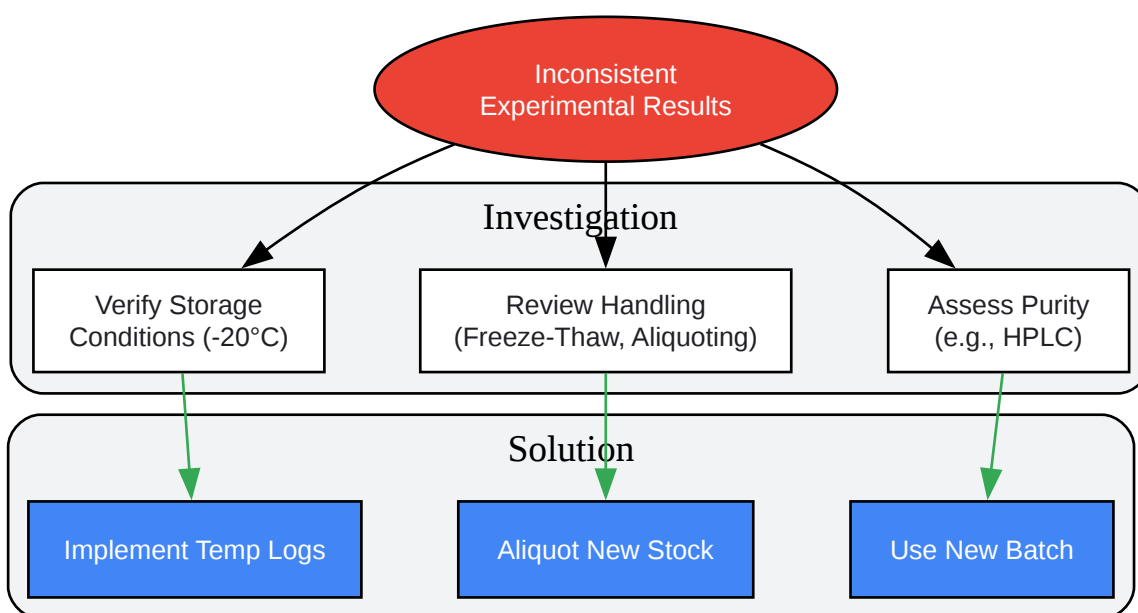 Inconsistent
Experimental Results
Investigation
Verify Storage
Conditions (-20°C)
Review Handling
(Freeze-Thaw, Aliquoting)
Assess Purity
(e.g., HPLC)
Solution
Implement Temp Logs
Aliquot New Stock
Use New Batch